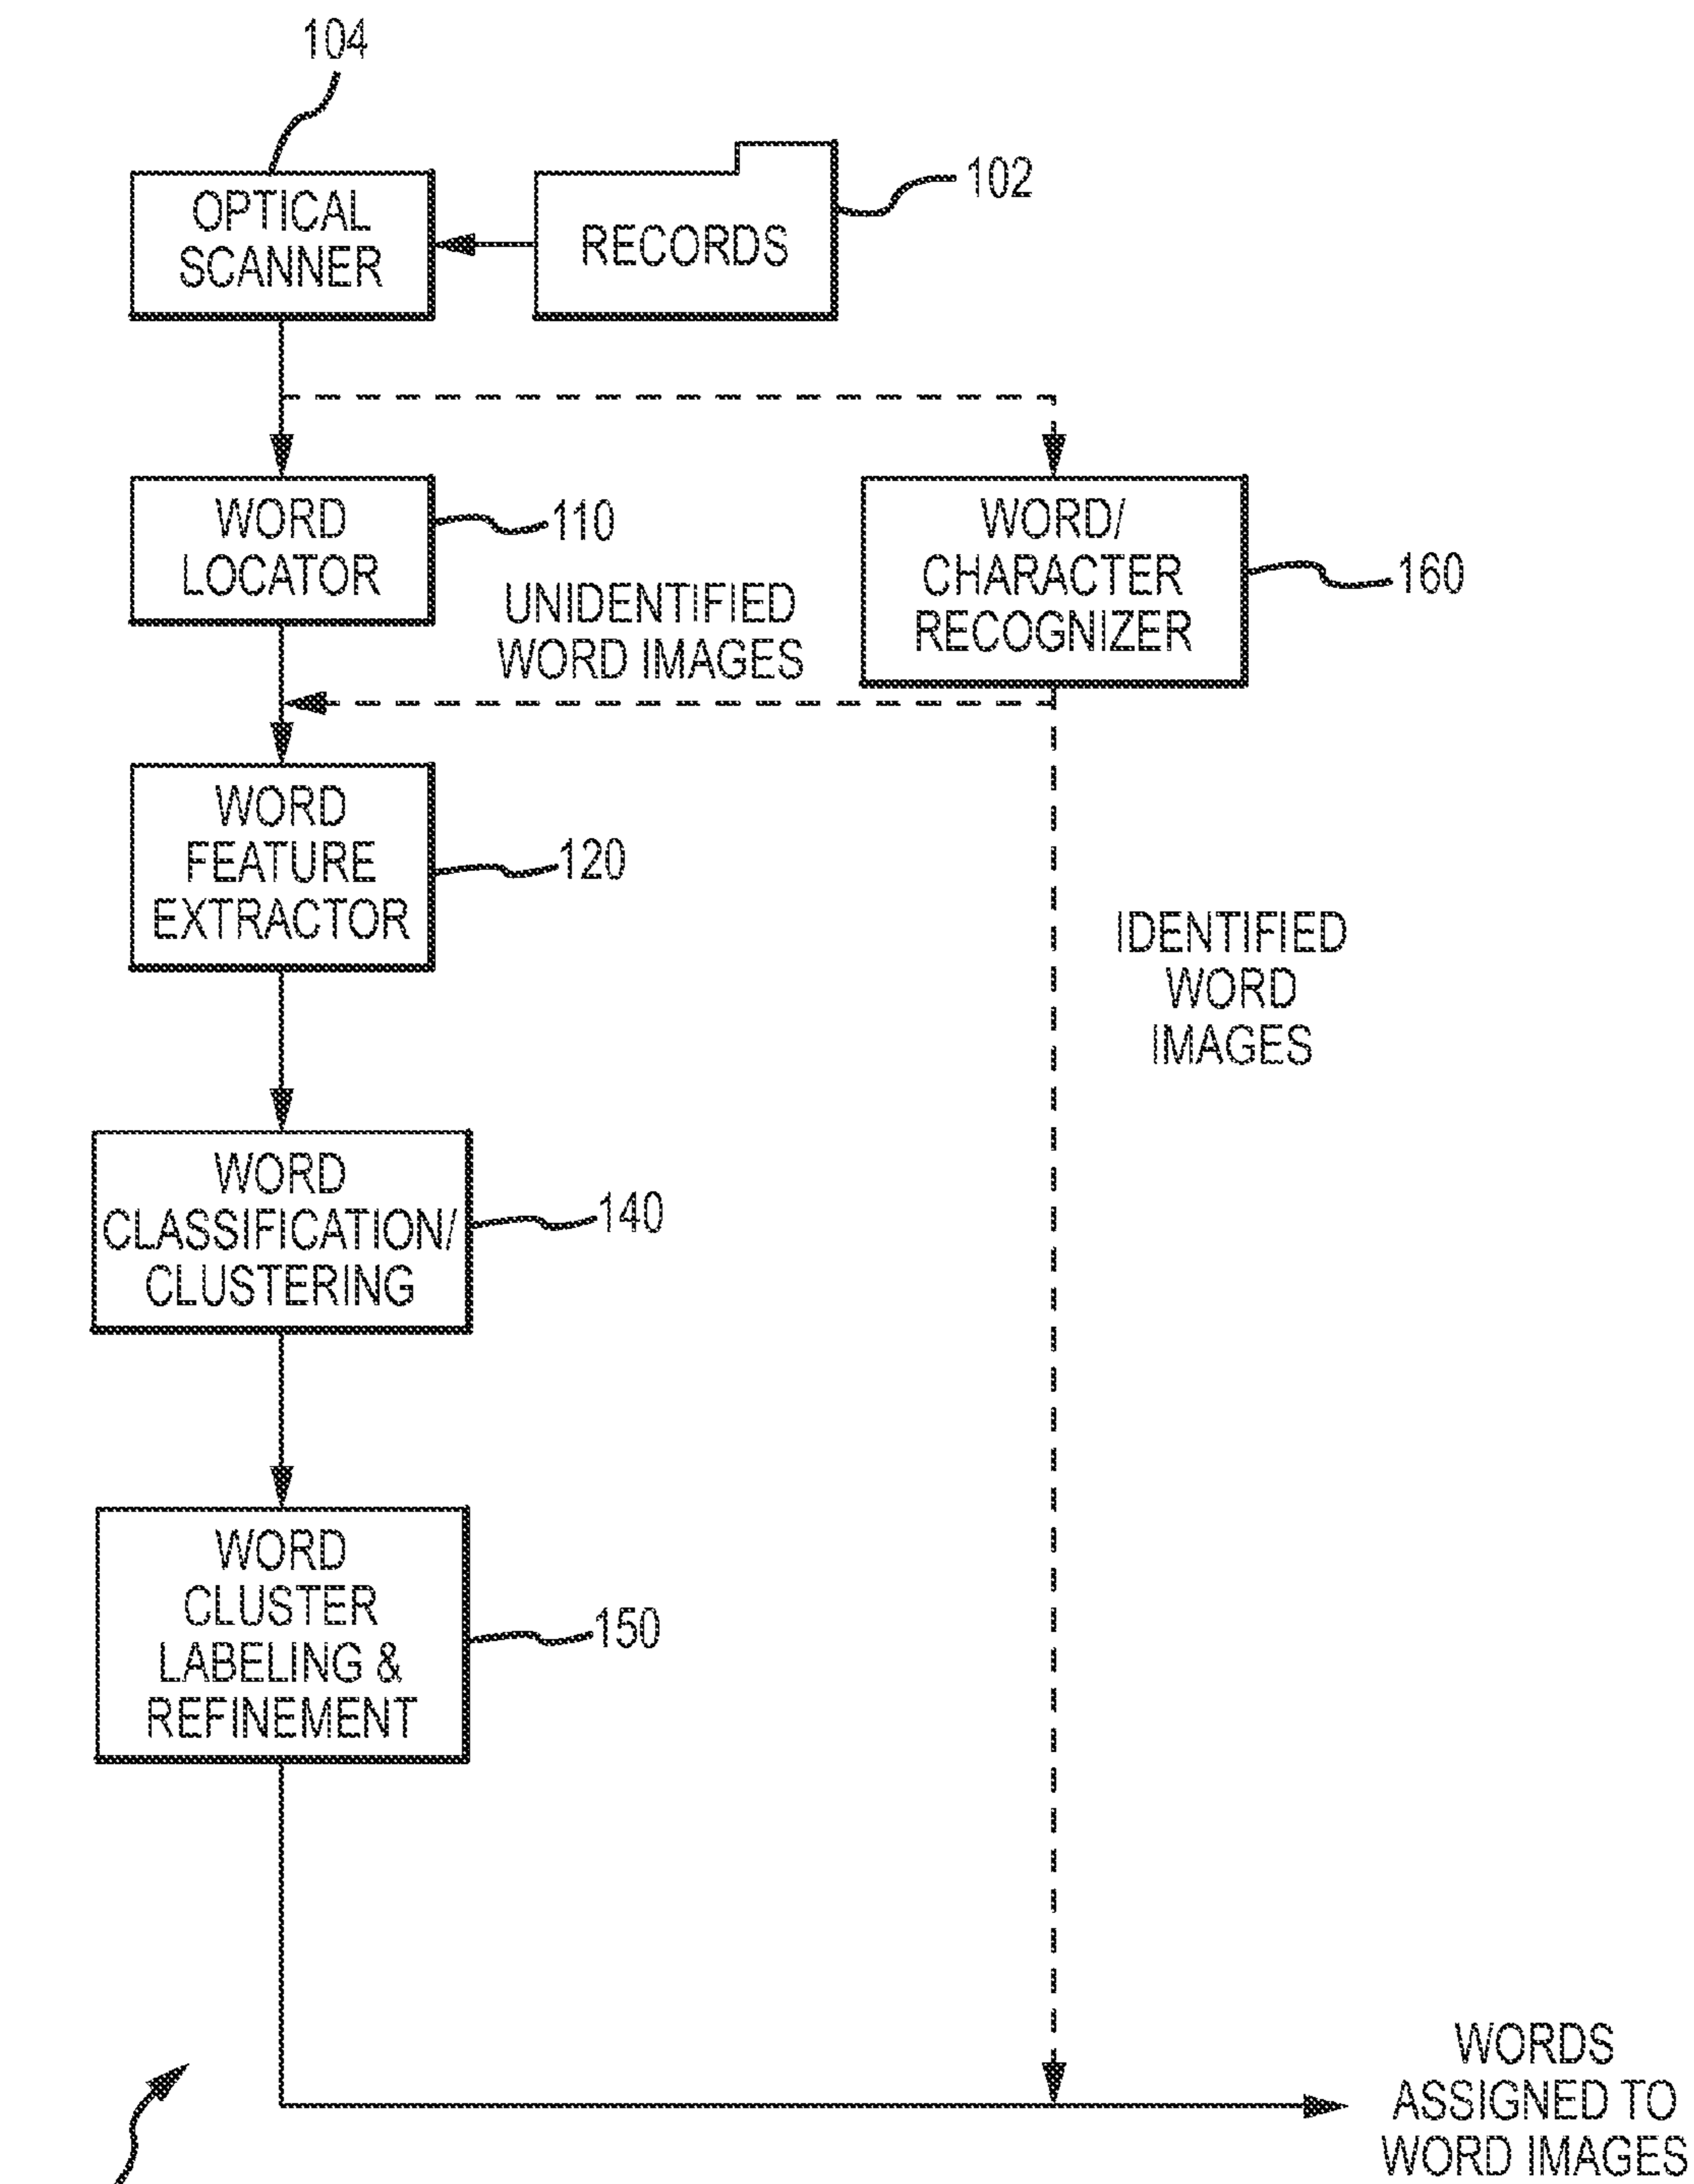 104
OPTICAL
SCANNER
RECORDS
102
WORD
LOCATOR
110
UNIDENTIFIED
WORD IMAGES
WORD/
CHARACTER
RECOGNIZER
160
WORD
FEATURE
EXTRACTOR
120
IDENTIFIED
WORD
IMAGES
WORD
CLASSIFICATION/
CLUSTERING
140
WORD
CLUSTER
LABELING &
REFINEMENT
150
WORDS
ASSIGNED TO
WORD IMAGES